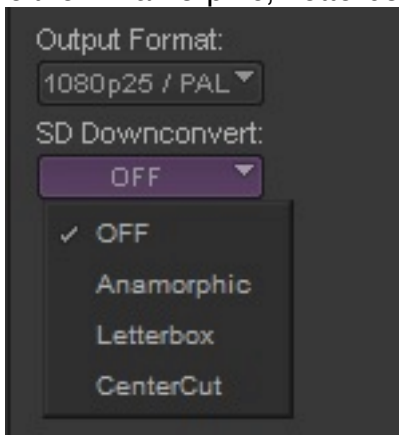 Output Format:
1080p25 / PAL
SD Downconvert:
OFF
✓ OFF
Anamorphic
Letterbox
CenterCut